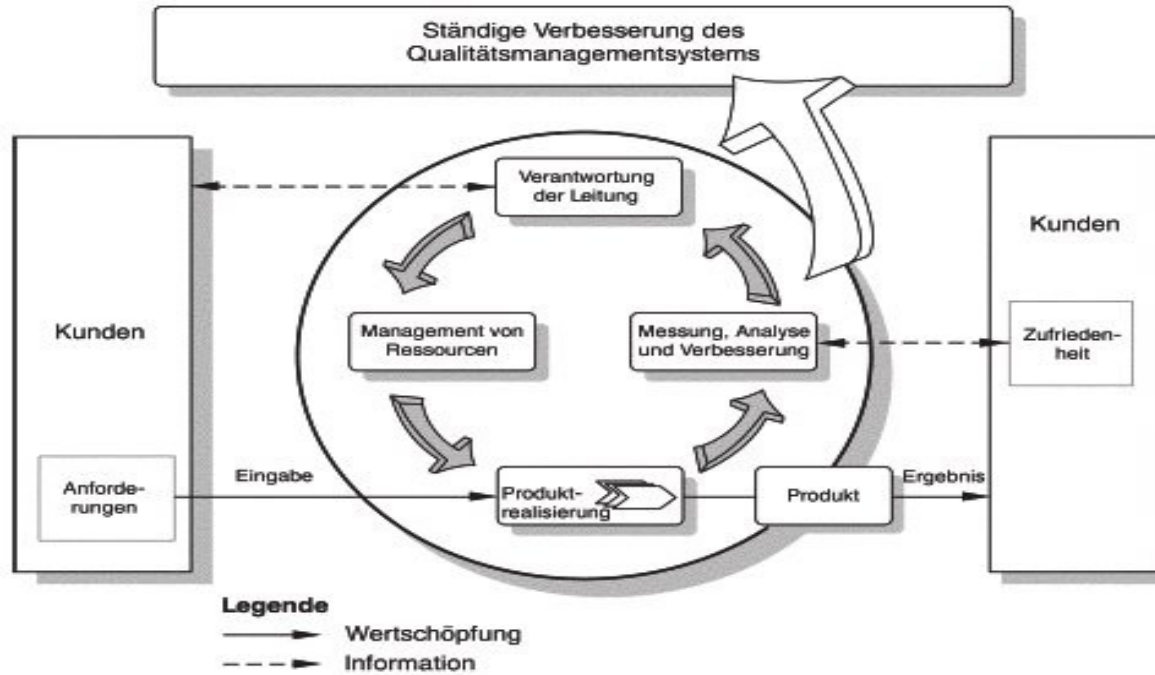 Ständige Verbesserung des
Qualitätsmanagementsystems
Verantwortung
der Leitung
Kunden
Kunden
Management von
Ressourcen
Messung, Analyse
und Verbesserung
Zufrieden-
heit
Anforde-
rungen
Eingabe
Produkt-
realisierung
Produkt
Ergebnis
Legende
Wertschöpfung
Information